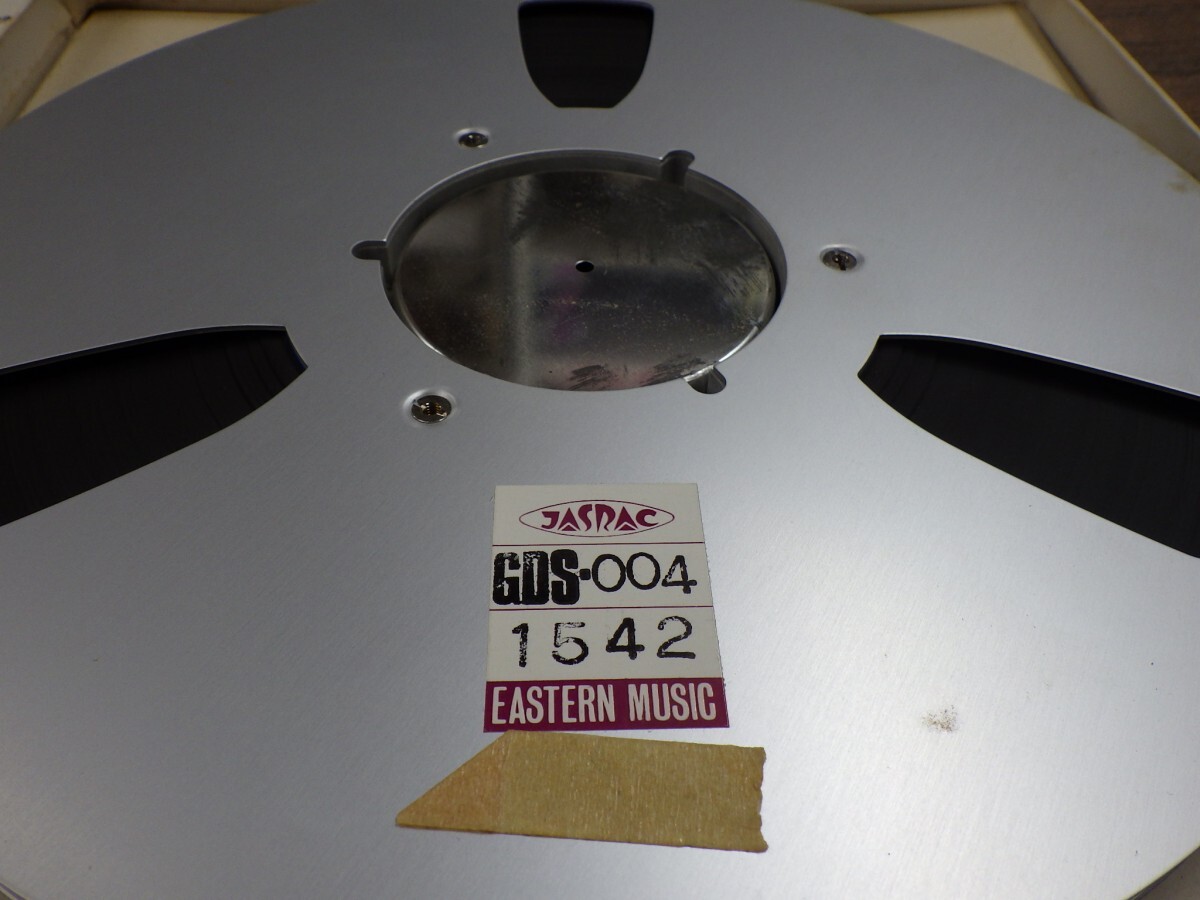 JASRAC
GDS-004
1542
EASTERN MUSIC